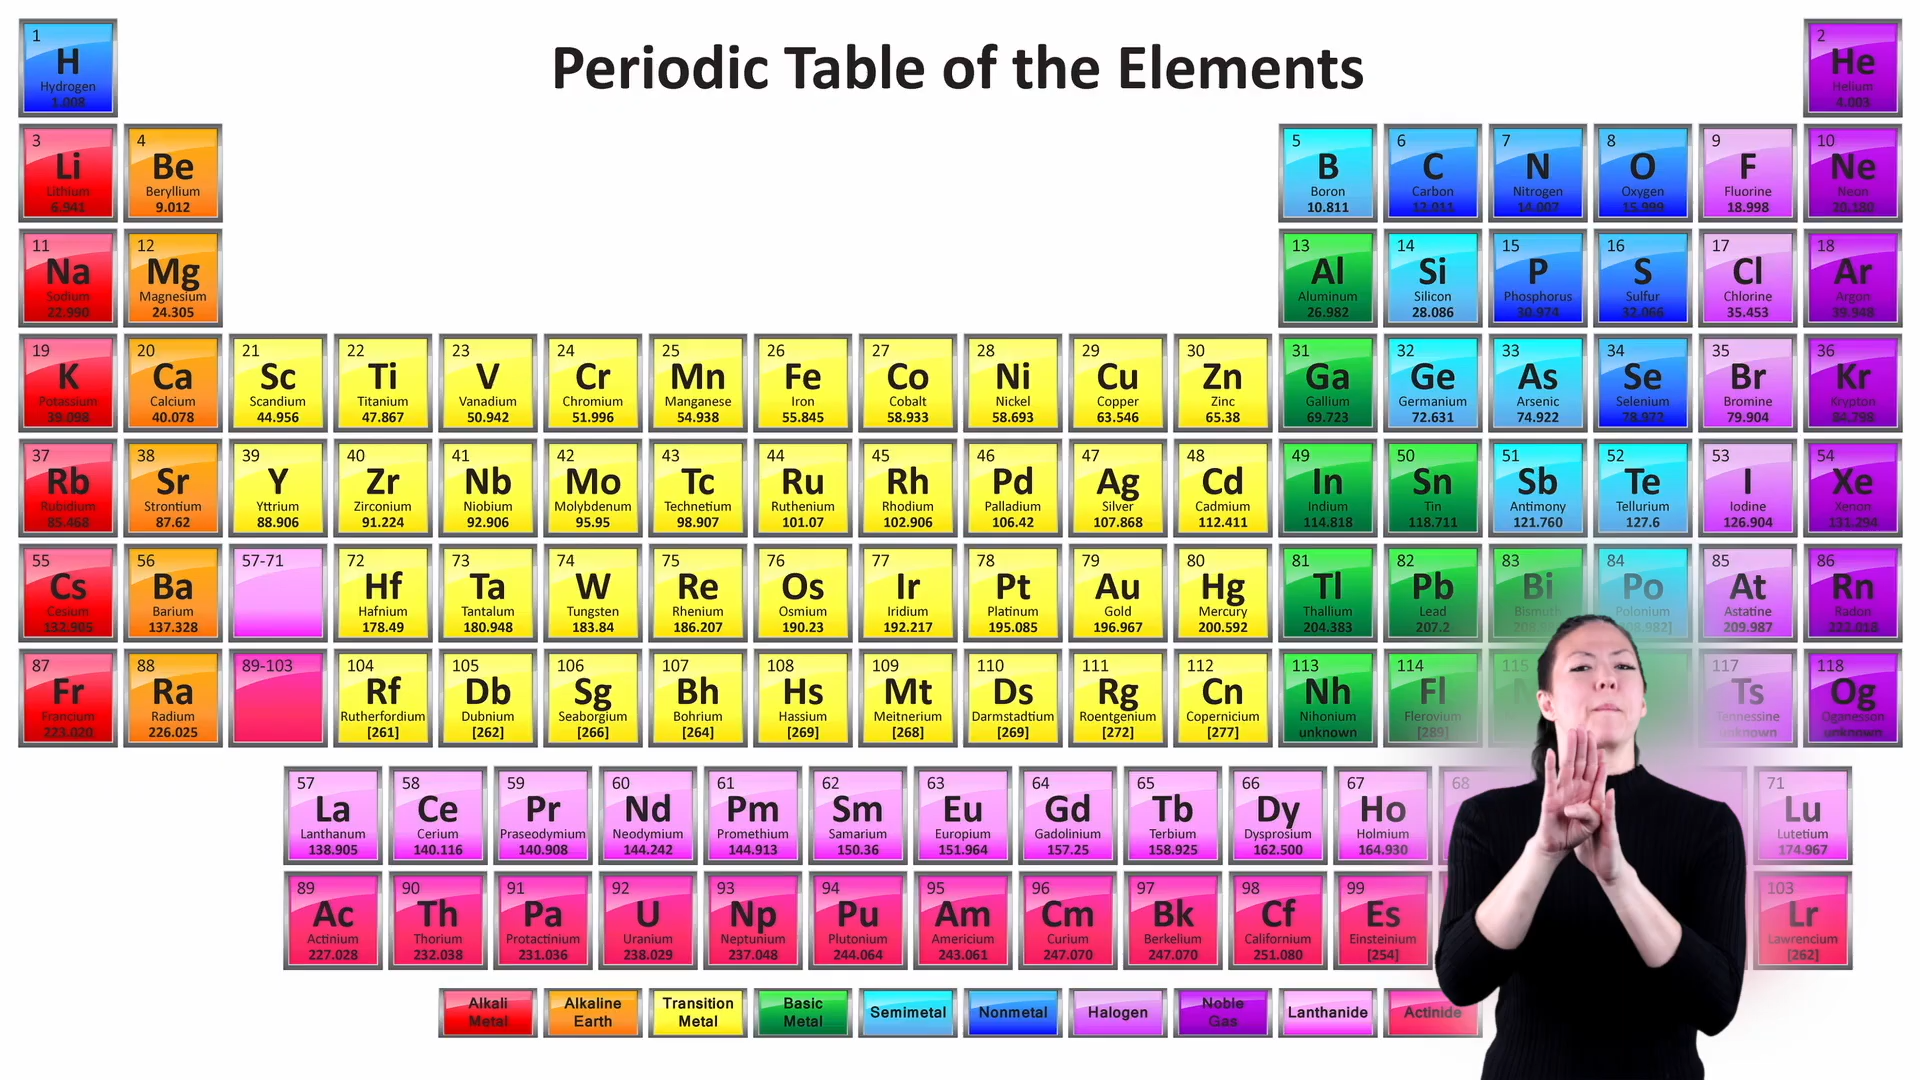 Periodic Table of the Elements
1
H
Hydrogen
1.008
2
He
Helium
4.003
3
Li
Lithium
6.941
4
Be
Beryllium
9.012
5
B
Boron
10.811
6
C
Carbon
12.011
7
N
Nitrogen
14.007
8
O
Oxygen
15.999
9
F
Fluorine
18.998
10
Ne
Neon
20.180
11
Na
Sodium
22.990
12
Mg
Magnesium
24.305
13
Al
Aluminum
26.982
14
Si
Silicon
28.086
15
P
Phosphorus
30.974
16
S
Sulfur
32.066
17
Cl
Chlorine
35.453
18
Ar
Argon
39.948
19
K
Potassium
39.098
20
Ca
Calcium
40.078
21
Sc
Scandium
44.956
22
Ti
Titanium
47.867
23
V
Vanadium
50.942
24
Cr
Chromium
51.996
25
Mn
Manganese
54.938
26
Fe
Iron
55.845
27
Co
Cobalt
58.933
28
Ni
Nickel
58.693
29
Cu
Copper
63.546
30
Zn
Zinc
65.38
31
Ga
Gallium
69.723
32
Ge
Germanium
72.631
33
As
Arsenic
74.922
34
Se
Selenium
78.972
35
Br
Bromine
79.904
36
Kr
Krypton
84.798
37
Rb
Rubidium
85.468
38
Sr
Strontium
87.62
39
Y
Yttrium
88.906
40
Zr
Zirconium
91.224
41
Nb
Niobium
92.906
42
Mo
Molybdenum
95.95
43
Tc
Technetium
98.907
44
Ru
Ruthenium
101.07
45
Rh
Rhodium
102.906
46
Pd
Palladium
106.42
47
Ag
Silver
107.868
48
Cd
Cadmium
112.411
49
In
Indium
114.818
50
Sn
Tin
118.711
51
Sb
Antimony
121.760
52
Te
Tellurium
127.6
53
I
Iodine
126.904
54
Xe
Xenon
131.294
55
Cs
Cesium
132.905
56
Ba
Barium
137.328
57-71
72
Hf
Hafnium
178.49
73
Ta
Tantalum
180.948
74
W
Tungsten
183.84
75
Re
Rhenium
186.207
76
Os
Osmium
190.23
77
Ir
Iridium
192.217
78
Pt
Platinum
195.085
79
Au
Gold
196.967
80
Hg
Mercury
200.592
81
Tl
Thallium
204.383
82
Pb
Lead
207.2
83
Bi
Bismuth
84
Po
Polonium
85
At
Astatine
209.987
86
Rn
Radon
222.018
87
Fr
Francium
223.020
88
Ra
Radium
226.025
89-103
104
Rf
Rutherfordium
[261]
105
Db
Dubnium
[262]
106
Sg
Seaborgium
[266]
107
Bh
Bohrium
[264]
108
Hs
Hassium
[269]
109
Mt
Meitnerium
[268]
110
Ds
Darmstadtium
[269]
111
Rg
Roentgenium
[272]
112
Cn
Copernicium
[277]
113
Nh
Nihonium
unknown
114
Fl
Flerovium
[289]
115
117
Ts
Tennessine
unknown
118
Og
Oganesson
unknown
57
La
Lanthanum
138.905
58
Ce
Cerium
140.116
59
Pr
Praseodymium
140.908
60
Nd
Neodymium
144.242
61
Pm
Promethium
144.913
62
Sm
Samarium
150.36
63
Eu
Europium
151.964
64
Gd
Gadolinium
157.25
65
Tb
Terbium
158.925
66
Dy
Dysprosium
162.500
67
Ho
Holmium
164.930
68
71
Lu
Lutetium
174.967
89
Ac
Actinium
227.028
90
Th
Thorium
232.038
91
Pa
Protactinium
231.036
92
U
Uranium
238.029
93
Np
Neptunium
237.048
94
Pu
Plutonium
244.064
95
Am
Americium
243.061
96
Cm
Curium
247.070
97
Bk
Berkelium
247.070
98
Cf
Californium
251.080
99
Es
Einsteinium
[254]
103
Lr
Lawrencium
[262]
Alkali
Metal
Alkaline
Earth
Transition
Metal
Basic
Metal
Semimetal
Nonmetal
Halogen
Noble
Gas
Lanthanide
Actinide